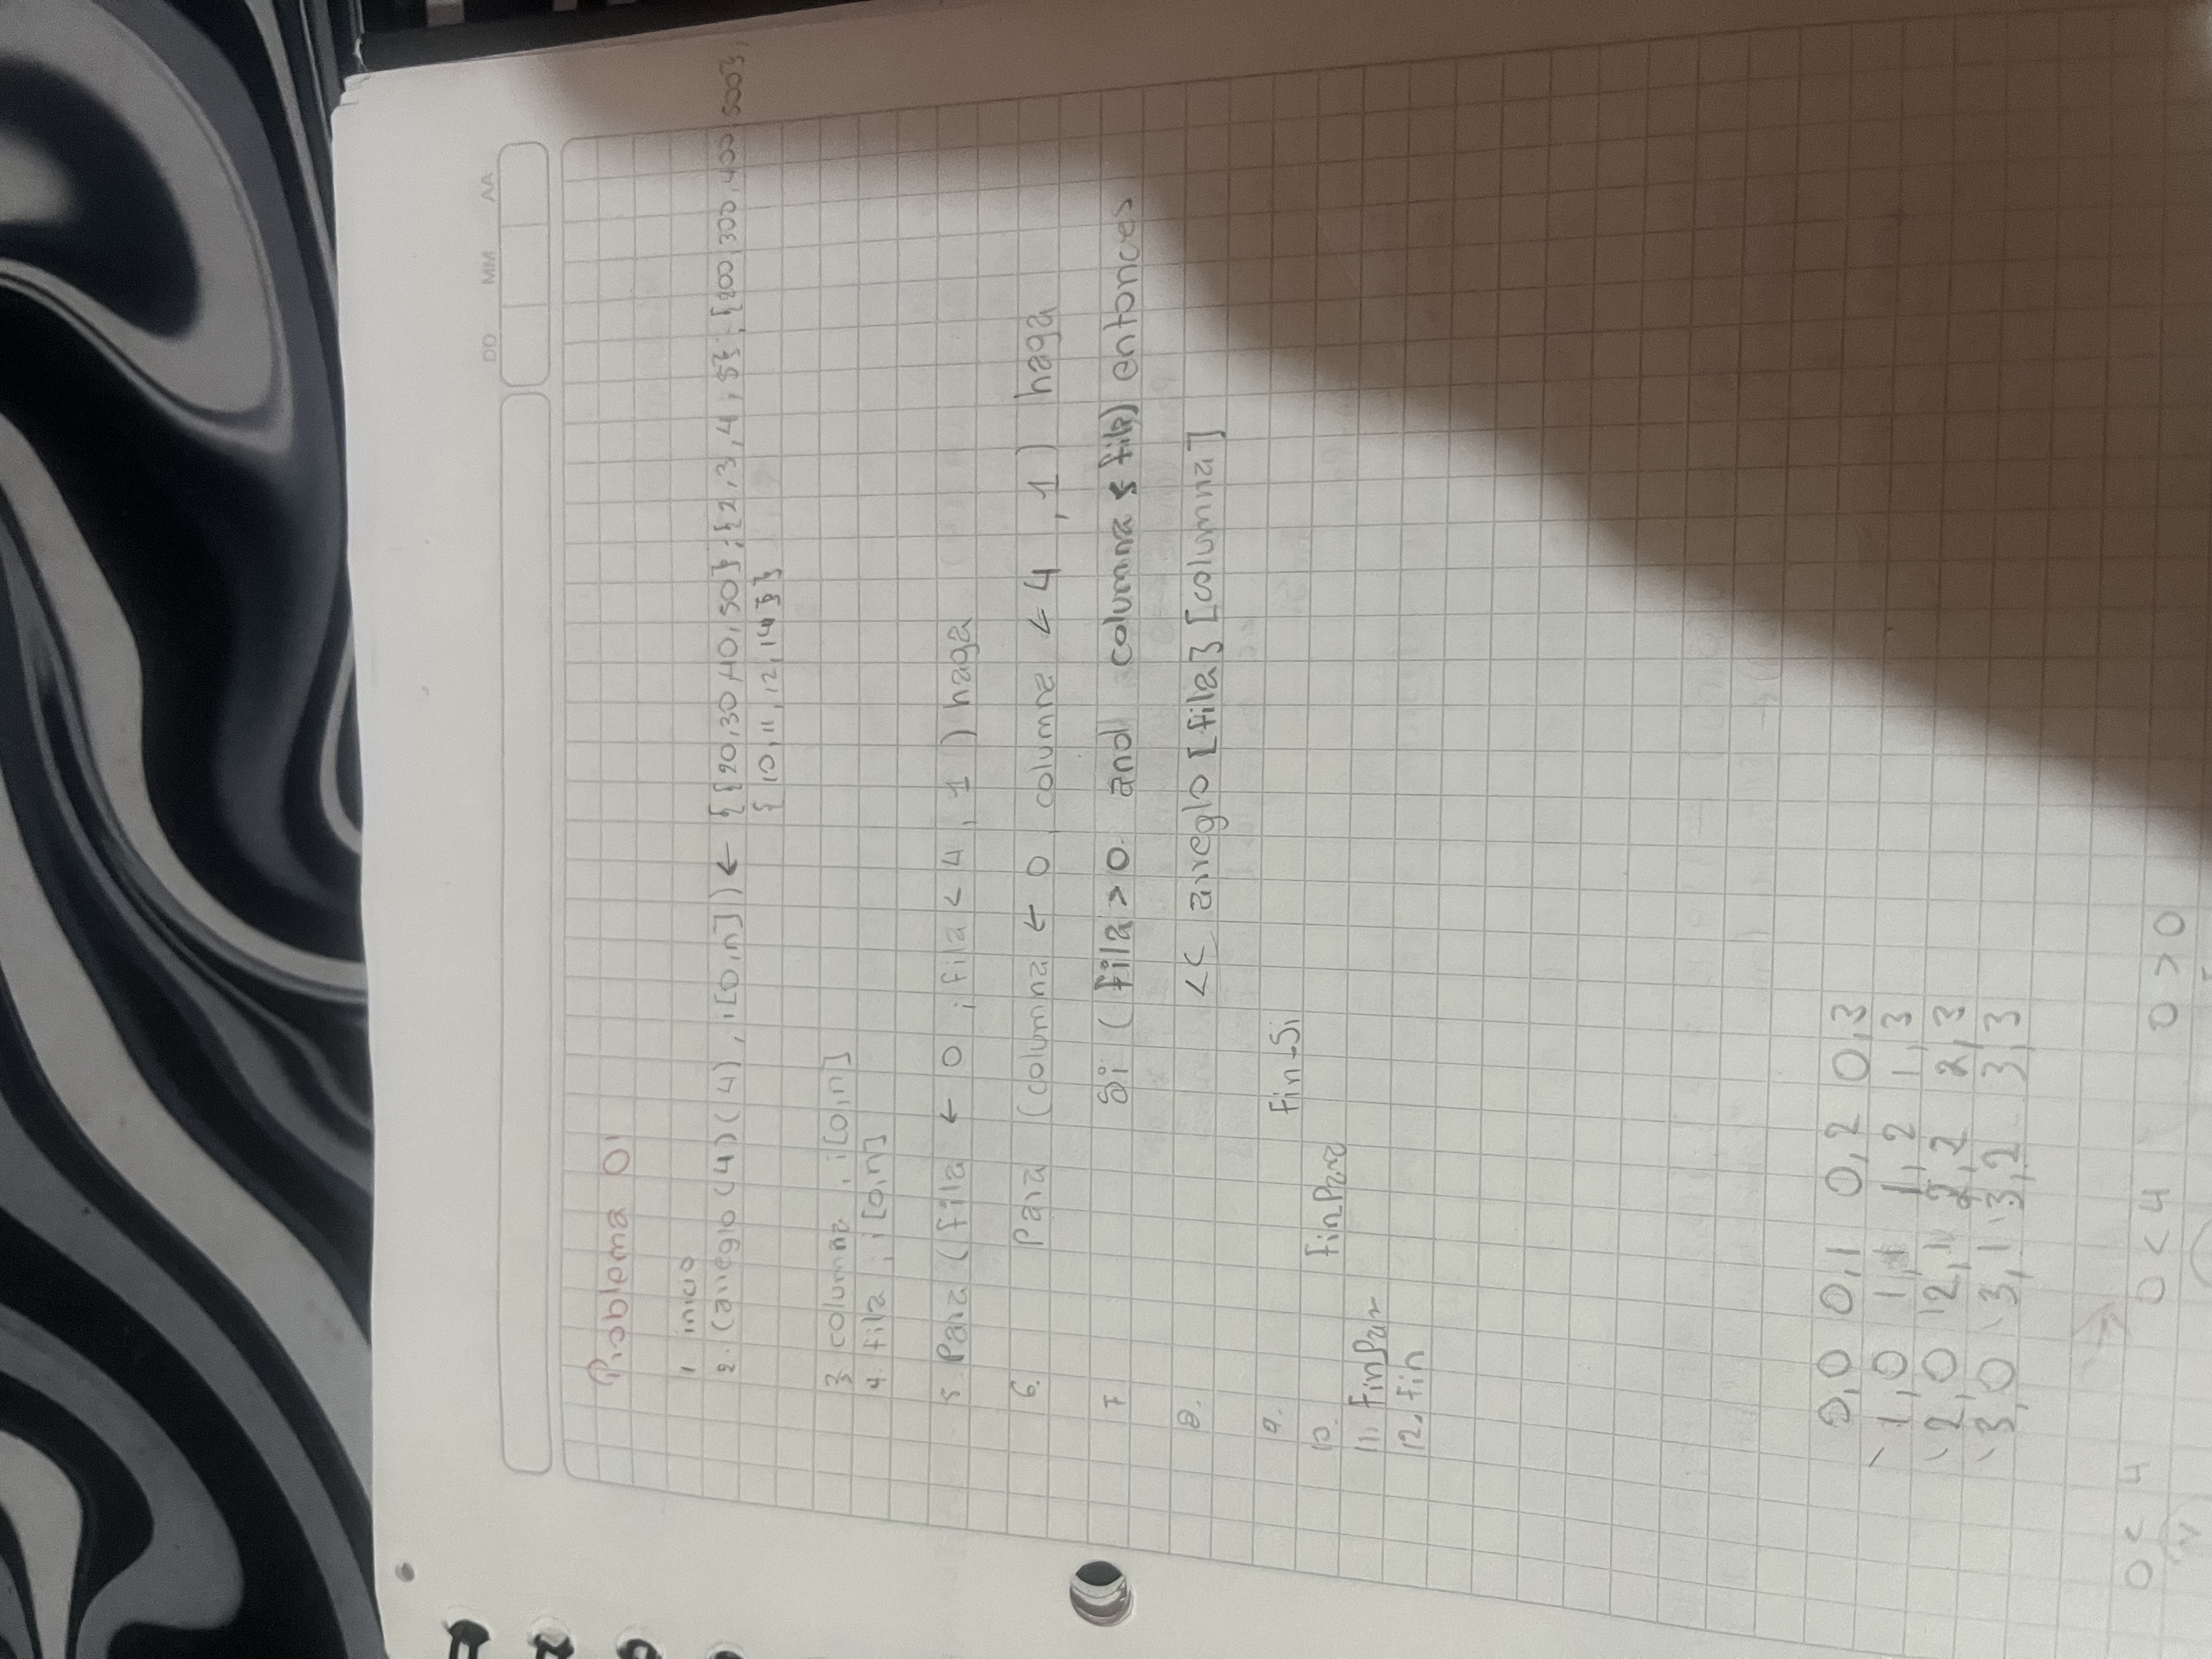 DD MM AA
Problema 01
1 inicio
2. (arreglo (4) (4), i[0,n]) ← {{20,30,40,50};{2,3,4,5};{200,300,400,500};
{10,11,12,14}}
3 columna, i[0,n]
4. fila, i[0,n]
5. Para (fila ← 0; fila < 4, 1) haga
6. Para (columna ← 0, columna < 4, 1) haga
7 Si (fila > 0 and columna fila) entonces
8. << arreglo [fila} [columna]
9. Fin-Si
10. FinPara
11. FinPar
12. fin
0,0 0,1 0,2 0,3
1,0 1,1 1,2 1,3
2,0 2,1 2,2 2,3
3,0 3,1 3,2 3,3
0 < 4 0 < 4 0 > 0